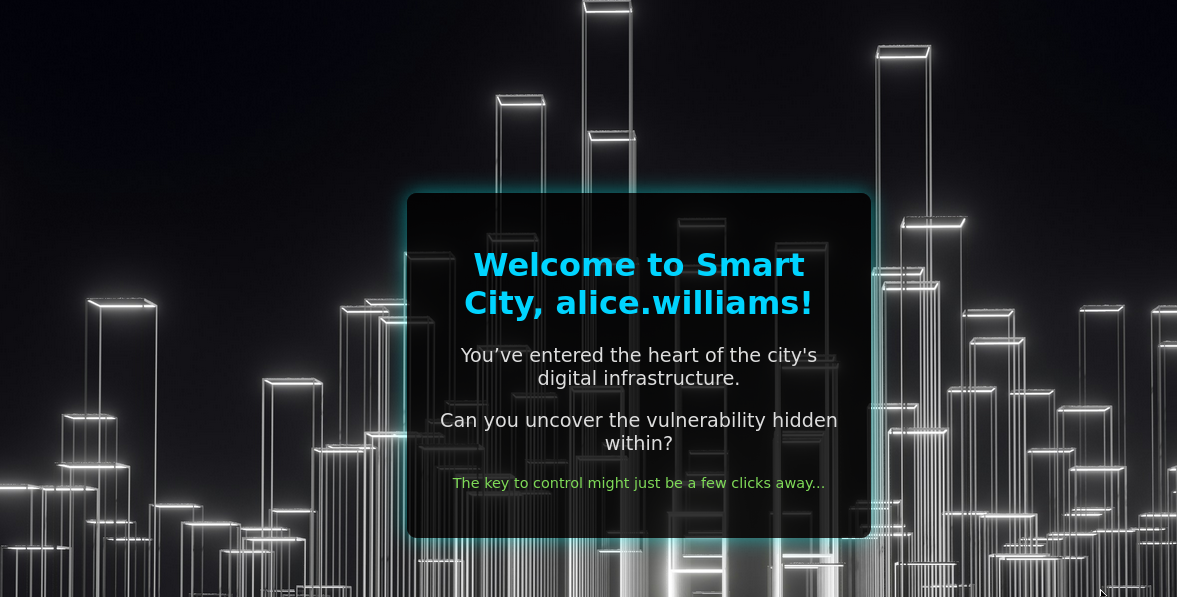 Welcome to Smart
City, alice.williams!
You’ve entered the heart of the city's
digital infrastructure.
Can you uncover the vulnerability hidden
within?
The key to control might just be a few clicks away...